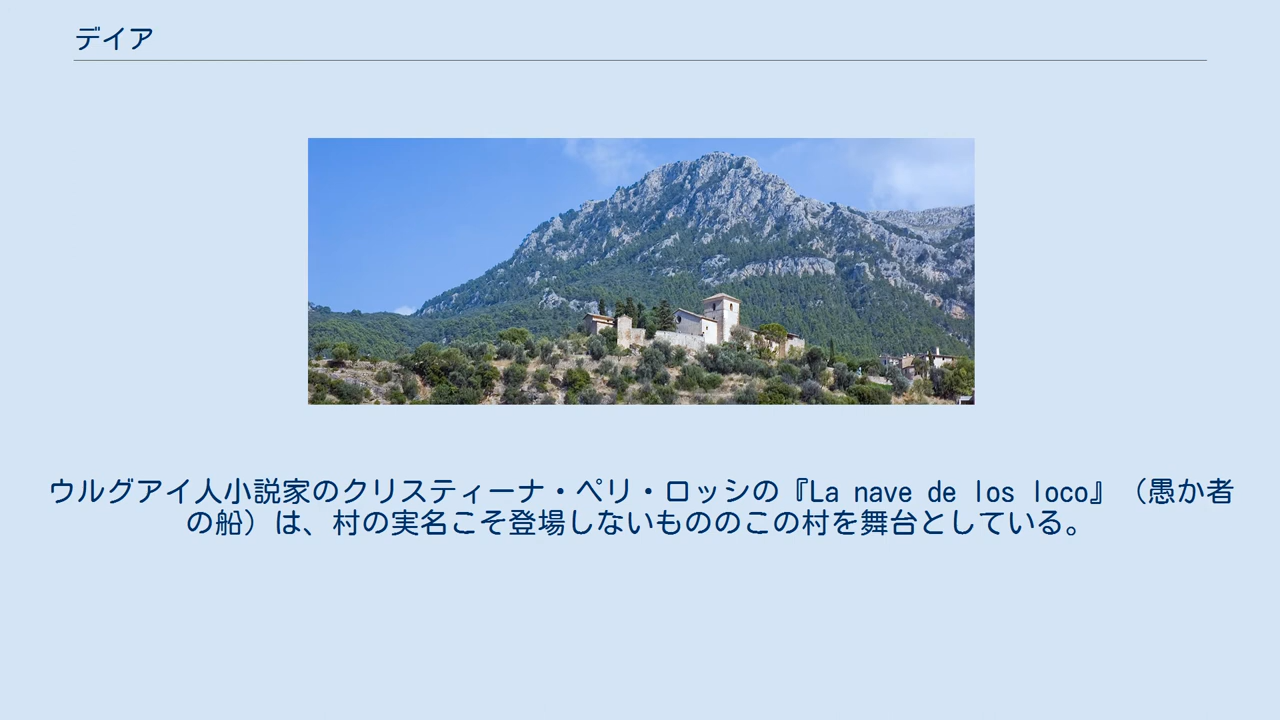 デイア
ウルグアイ人小説家のクリスティーナ・ペリ・ロッシの『La nave de los loco』（愚か者
の船）は、村の実名こそ登場しないもののこの村を舞台としている。